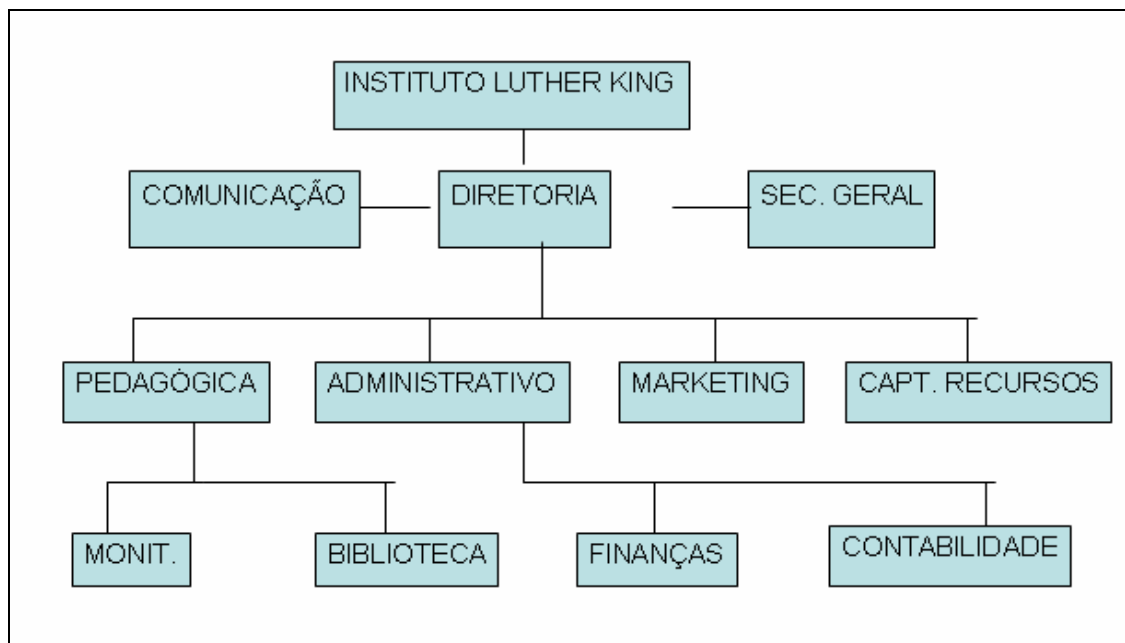 INSTITUTO LUTHER KING
COMUNICAÇÃO
DIRETORIA
SEC. GERAL
PEDAGÓGICA
ADMINISTRATIVO
MARKETING
CAPT. RECURSOS
MONIT.
BIBLIOTECA
FINANÇAS
CONTABILIDADE